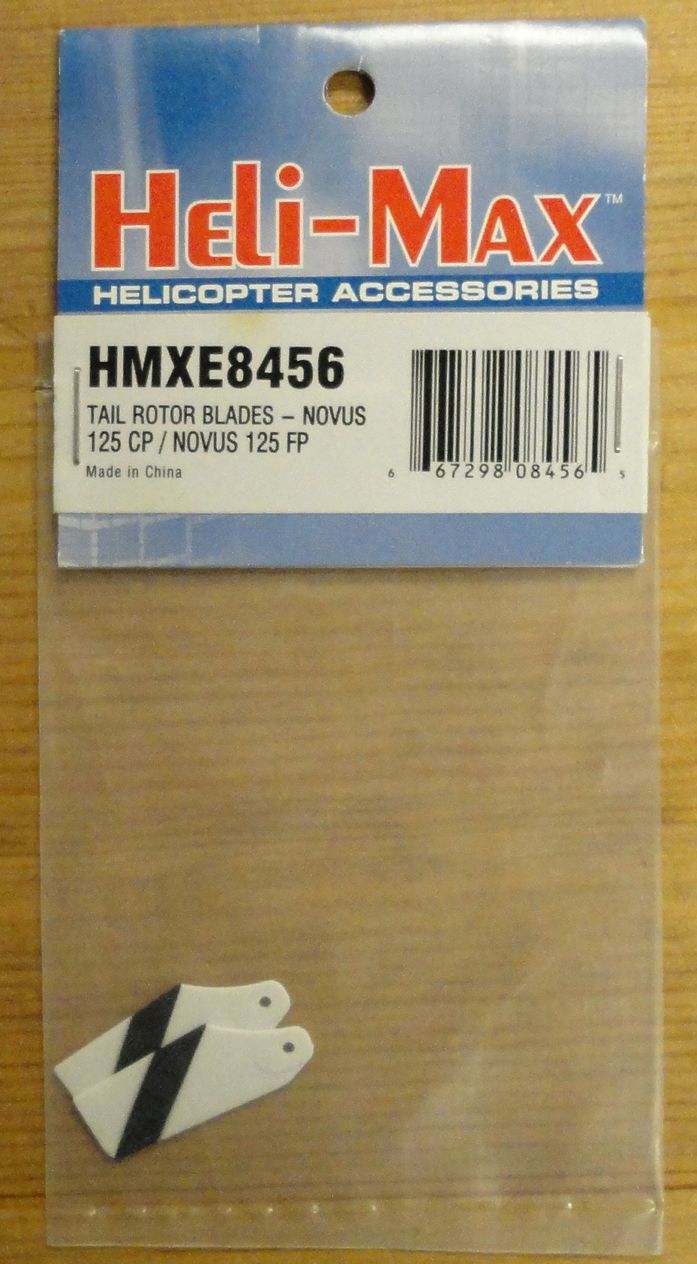 Heli-Max™
HELICOPTER ACCESSORIES
HMXE8456
TAIL ROTOR BLADES – NOVUS
125 CP / NOVUS 125 FP
Made in China
6 67298 08456 5